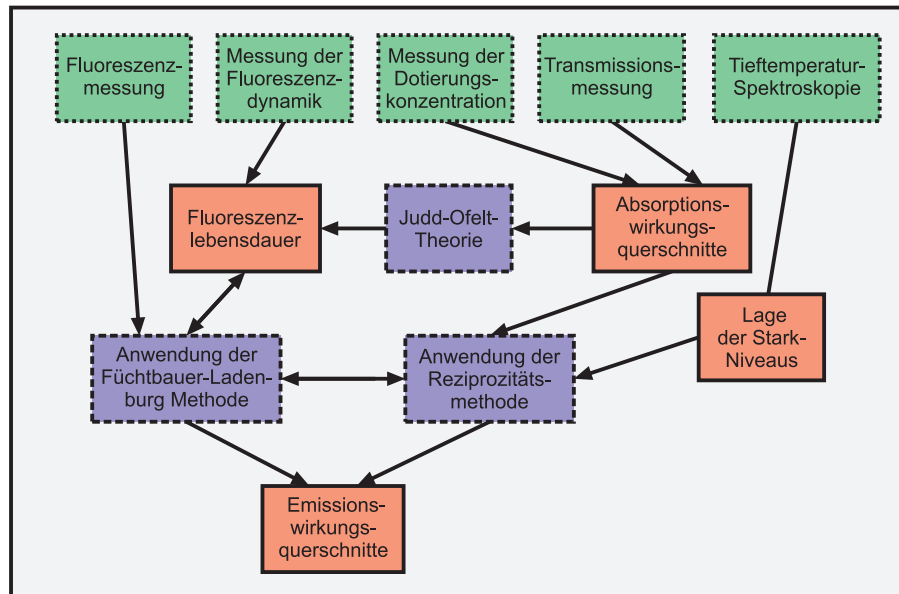 Fluoreszenz-
messung
Messung der
Fluoreszenz-
dynamik
Messung der
Dotierungs-
konzentration
Transmissions-
messung
Tieftemperatur-
Spektroskopie
Fluoreszenz-
lebensdauer
Judd-Ofelt-
Theorie
Absorptions-
wirkungs-
querschnitte
Lage
der Stark-
Niveaus
Anwendung der
Füchtbauer-Laden-
burg Methode
Anwendung der
Reziprozitäts-
methode
Emissions-
wirkungs-
querschnitte